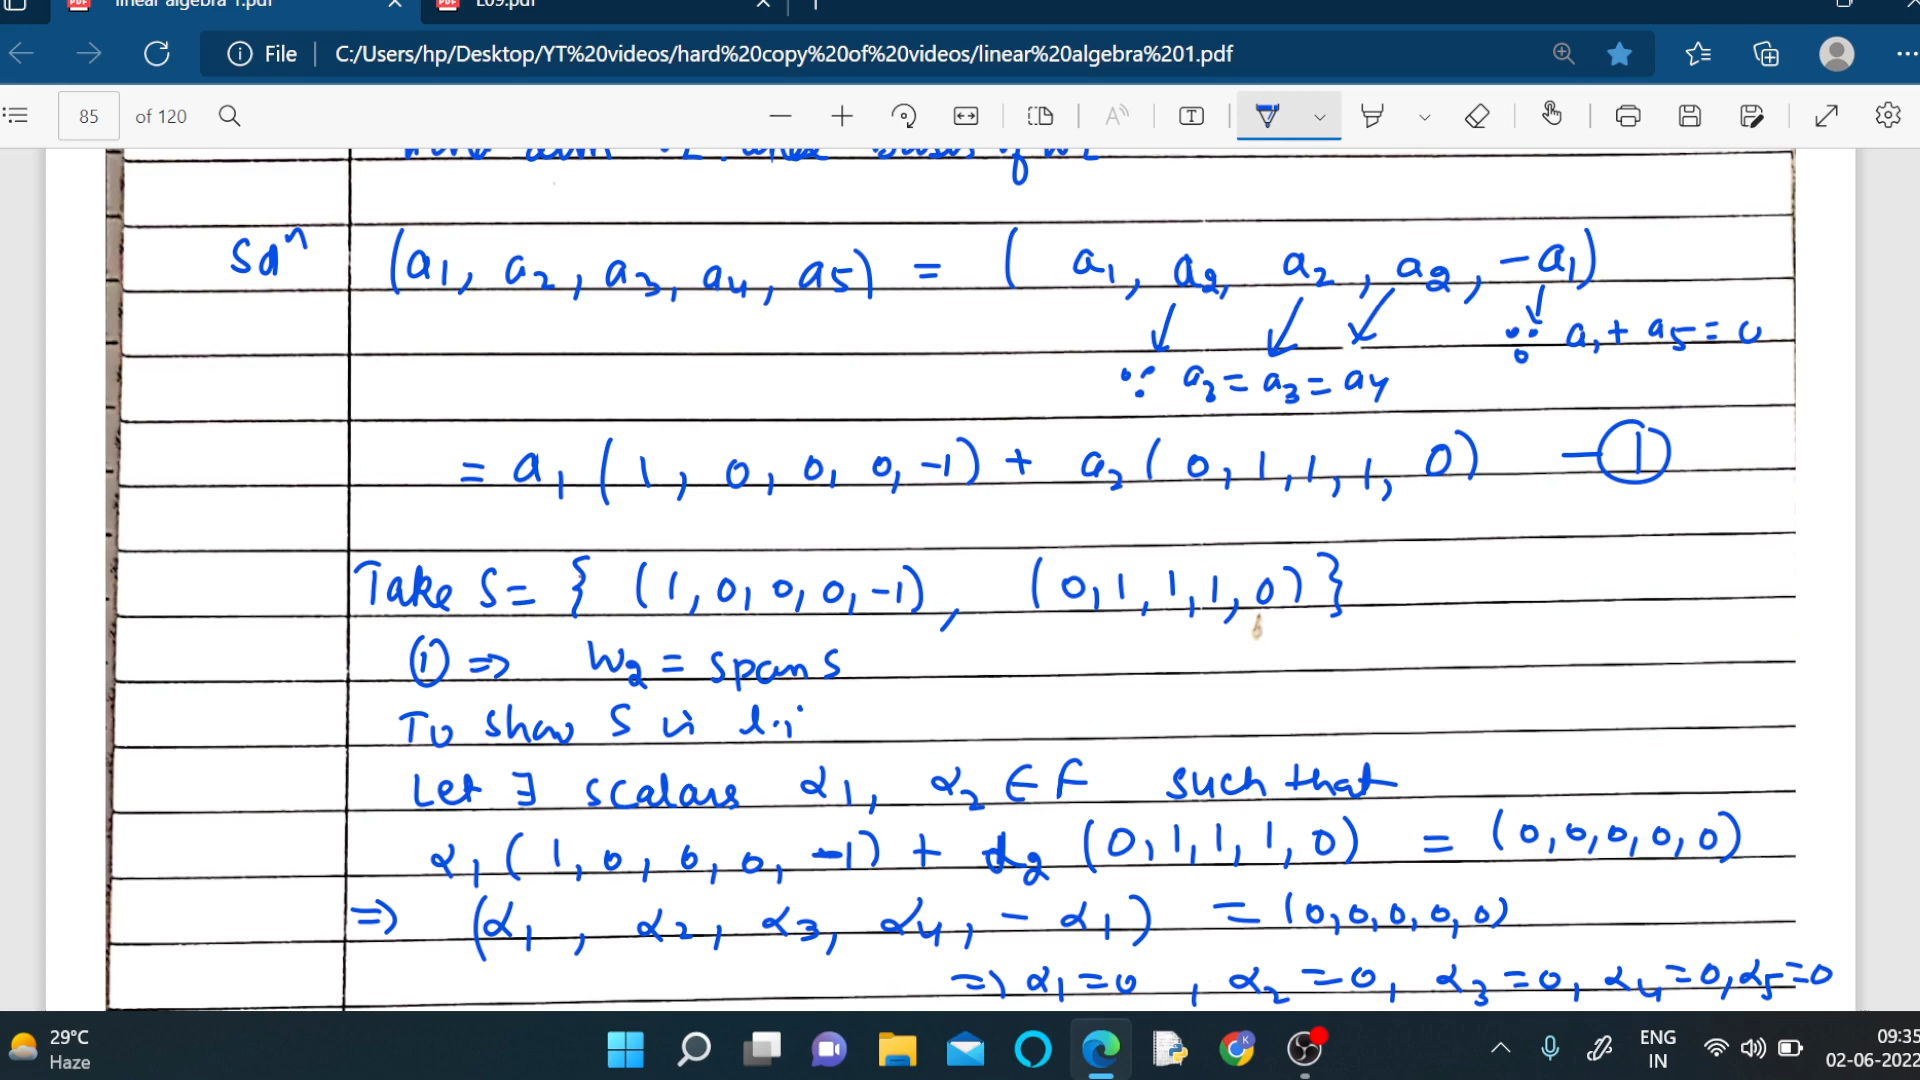 linear algebra 1.pdf
L09.pdf
File C:/Users/hp/Desktop/YT%20videos/hard%20copy%20of%20videos/linear%20algebra%201.pdf
85 of 120
Solⁿ (a1, a2, a3, a4, a5) = ( a1, a2, a2, a2, -a1)
∵ a1 + a5 = 0
∵ a2 = a3 = a4
= a1 ( 1, 0, 0, 0, -1) + a2 ( 0, 1, 1, 1, 0) — ①
Take S = { (1, 0, 0, 0, -1), (0, 1, 1, 1, 0) }
① ⇒ W2 = span S
To show S is l.i
Let ∃ scalars α1, α2 ∈ F such that
α1 ( 1, 0, 0, 0, -1) + α2 (0, 1, 1, 1, 0) = (0, 0, 0, 0, 0)
⇒ (α1, α2, α3, α4, - α1) = (0, 0, 0, 0, 0)
⇒ α1 = 0, α2 = 0, α3 = 0, α4 = 0, α5 = 0
29°C
Haze
ENG
IN
09:35
02-06-2022